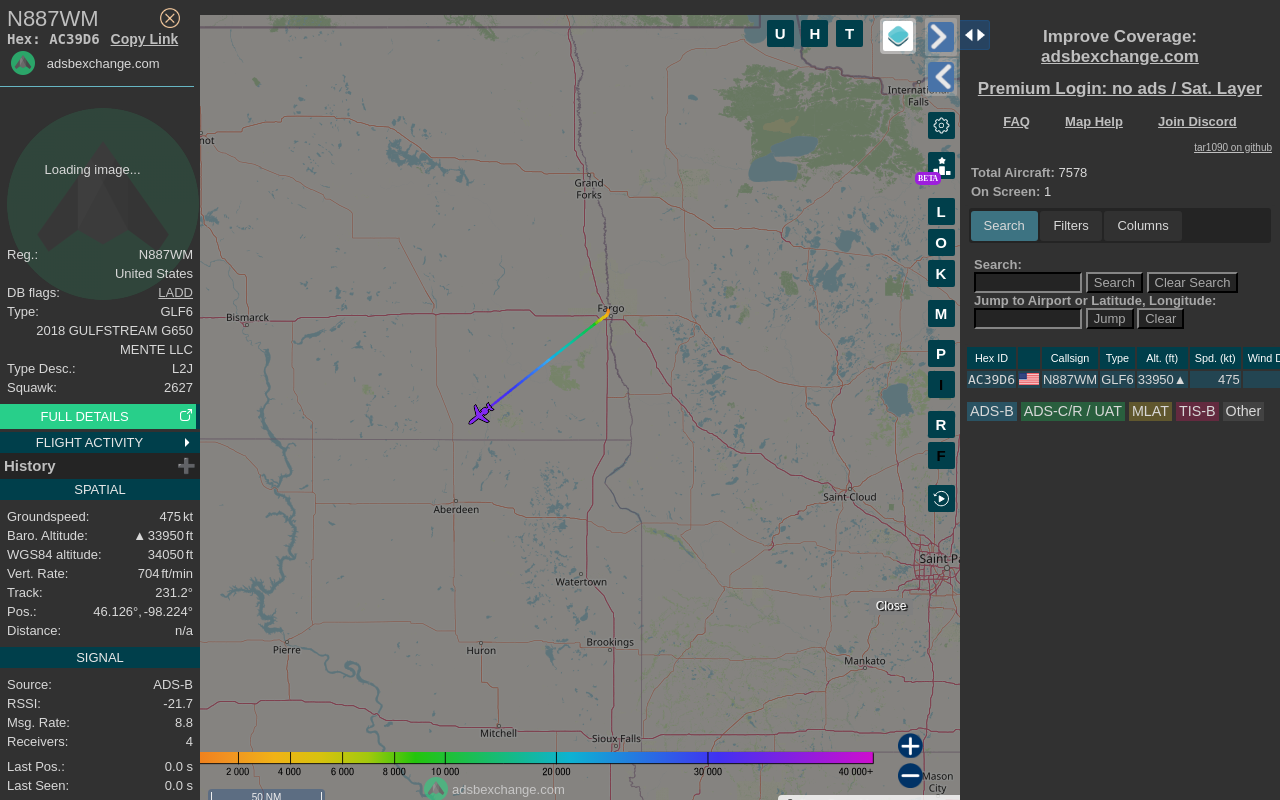 N887WM
Hex: AC39D6 Copy Link
adsbexchange.com
Loading image...
Reg.: N887WM
United States
DB flags: LADD
Type: GLF6
2018 GULFSTREAM G650
MENTE LLC
Type Desc.: L2J
Squawk: 2627
FULL DETAILS
FLIGHT ACTIVITY
History
SPATIAL
Groundspeed: 475 kt
Baro. Altitude: ▲ 33950 ft
WGS84 altitude: 34050 ft
Vert. Rate: 704 ft/min
Track: 231.2°
Pos.: 46.126°, -98.224°
Distance: n/a
SIGNAL
Source: ADS-B
RSSI: -21.7
Msg. Rate: 8.8
Receivers: 4
Last Pos.: 0.0 s
Last Seen: 0.0 s
U H T
International
Falls
not
Grand
Forks
BETA
L
O
K
M
P
I
R
F
Fargo
Bismarck
Aberdeen
Saint Cloud
Saint Pa
Watertown
Close
Pierre
Huron
Brookings
Mankato
Mitchell
Sioux Falls
Mason
City
2 000 4 000 6 000 8 000 10 000 20 000 30 000 40 000+
adsbexchange.com
50 NM
Improve Coverage:
adsbexchange.com
Premium Login: no ads / Sat. Layer
FAQ Map Help Join Discord
tar1090 on github
Total Aircraft: 7578
On Screen: 1
Search Filters Columns
Search:
Search Clear Search
Jump to Airport or Latitude, Longitude:
Jump Clear
Hex ID Callsign Type Alt. (ft) Spd. (kt) Wind D
AC39D6 N887WM GLF6 33950▲ 475
ADS-B ADS-C/R / UAT MLAT TIS-B Other